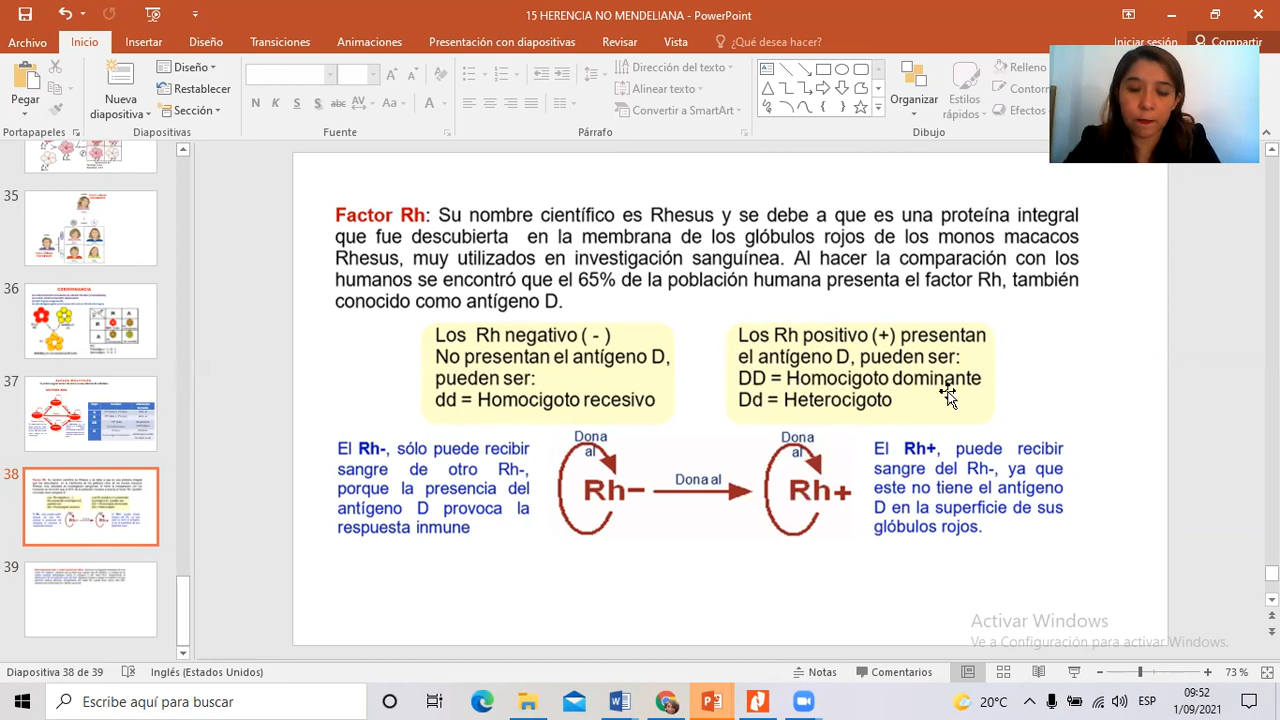 15 HERENCIA NO MENDELIANA - PowerPoint
Archivo Inicio Insertar Diseño Transiciones Animaciones Presentación con diapositivas Revisar Vista ¿Qué desea hacer? Iniciar sesión Compartir
Pegar
Nueva diapositiva
Diseño
Restablecer
Sección
N K S S abc AV Aa A
Dirección del texto
Alinear texto
Convertir a SmartArt
Organizar
Estilos rápidos
Relleno
Contorn
Efectos
Portapapeles Diapositivas Fuente Párrafo Dibujo
35
36
37
38
39
Factor Rh: Su nombre científico es Rhesus y se debe a que es una proteína integral
que fue descubierta en la membrana de los glóbulos rojos de los monos macacos
Rhesus, muy utilizados en investigación sanguínea. Al hacer la comparación con los
humanos se encontró que el 65% de la población humana presenta el factor Rh, también
conocido como antígeno D.
Los Rh negativo ( - )
No presentan el antígeno D,
pueden ser:
dd = Homocigoto recesivo
Los Rh positivo (+) presentan
el antígeno D, pueden ser:
DD = Homocigoto dominante
Dd = Heterocigoto
El Rh-, sólo puede recibir
sangre de otro Rh-,
porque la presencia del
antígeno D provoca la
respuesta inmune
Dona
al
Rh−
Dona al
Dona
al
Rh+
El Rh+, puede recibir
sangre del Rh-, ya que
este no tiene el antígeno
D en la superficie de sus
glóbulos rojos.
Activar Windows
Ve a Configuración para activar Windows.
Diapositiva 38 de 39 Inglés (Estados Unidos) Notas Comentarios 73 %
Escribe aquí para buscar 20°C ESP 09:52
1/09/2021